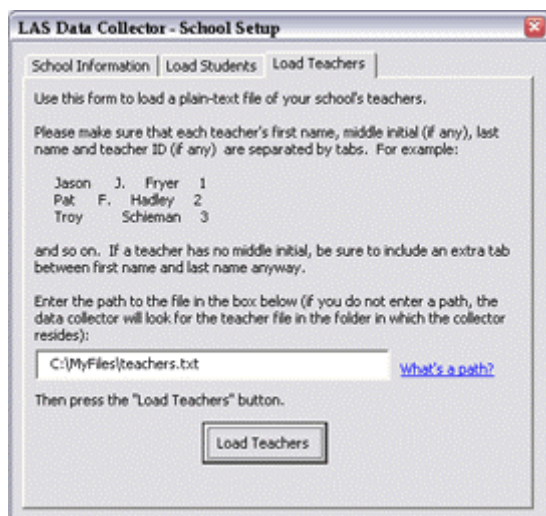 LAS Data Collector - School Setup
School Information Load Students Load Teachers
Use this form to load a plain-text file of your school's teachers.
Please make sure that each teacher's first name, middle initial (if any), last
name and teacher ID (if any) are separated by tabs. For example:
Jason J. Fryer 1
Pat F. Hadley 2
Troy Schieman 3
and so on. If a teacher has no middle initial, be sure to include an extra tab
between first name and last name anyway.
Enter the path to the file in the box below (if you do not enter a path, the
data collector will look for the teacher file in the folder in which the collector
resides):
C:\MyFiles\teachers.txt
What's a path?
Then press the "Load Teachers" button.
Load Teachers